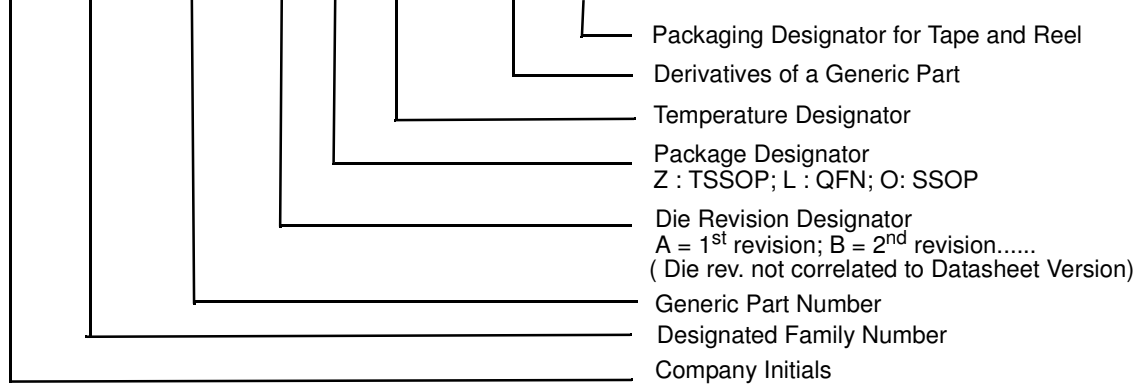 Packaging Designator for Tape and Reel
Derivatives of a Generic Part
Temperature Designator
Package Designator
Z : TSSOP; L : QFN; O: SSOP
Die Revision Designator
A = 1st revision; B = 2nd revision......
( Die rev. not correlated to Datasheet Version)
Generic Part Number
Designated Family Number
Company Initials